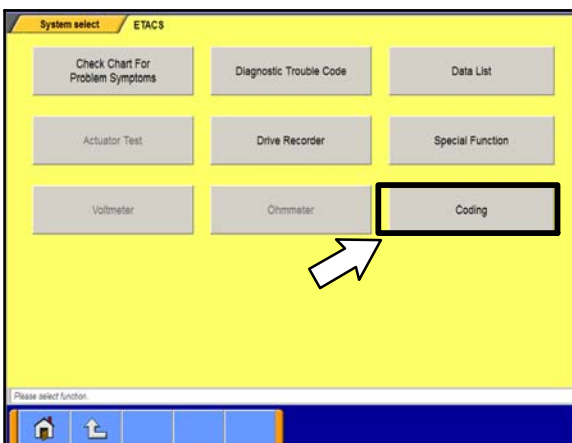 System select ETACS
Check Chart For
Problem Symptoms
Diagnostic Trouble Code
Data List
Actuator Test
Drive Recorder
Special Function
Voltmeter
Ohmmeter
Coding
Please select function.